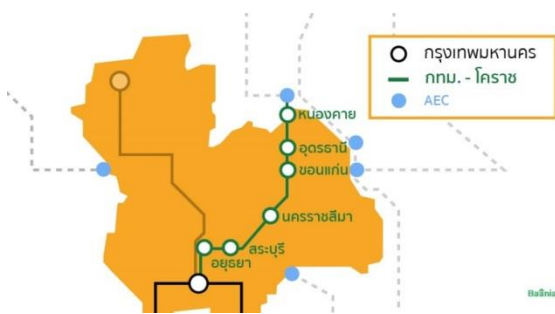 กรุงเทพมหานคร
กทม. - โคราช
AEC
หนองคาย
อุดรธานี
ขอนแก่น
นครราชสีมา
สระบุรี
อยุธยา